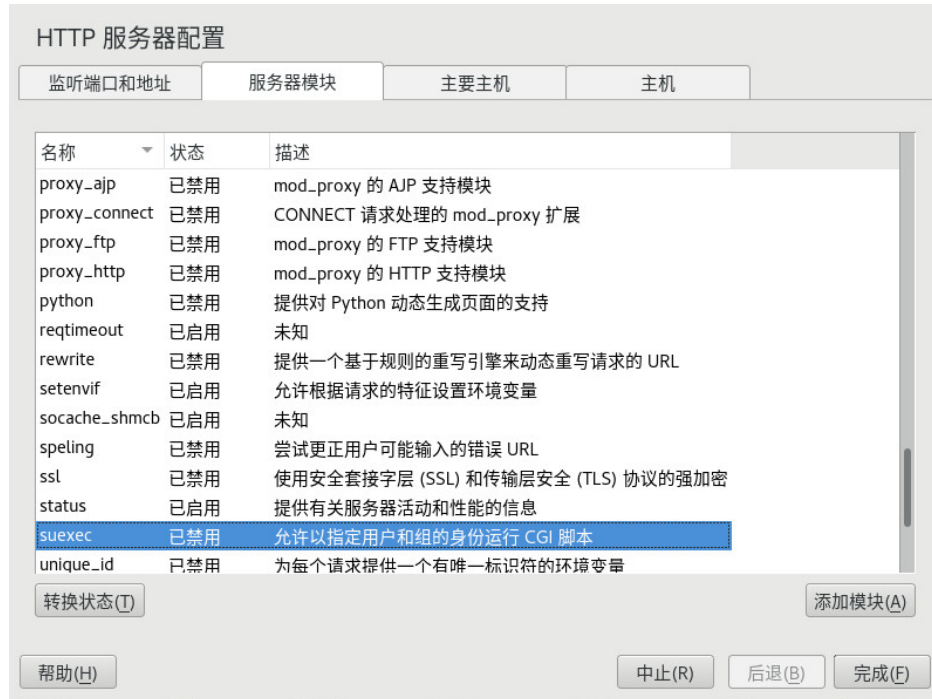 HTTP 服务器配置
监听端口和地址 服务器模块 主要主机 主机
名称 状态 描述
proxy_ajp 已禁用 mod_proxy 的 AJP 支持模块
proxy_connect 已禁用 CONNECT 请求处理的 mod_proxy 扩展
proxy_ftp 已禁用 mod_proxy 的 FTP 支持模块
proxy_http 已禁用 mod_proxy 的 HTTP 支持模块
python 已禁用 提供对 Python 动态生成页面的支持
reqtimeout 已启用 未知
rewrite 已禁用 提供一个基于规则的重写引擎来动态重写请求的 URL
setenvif 已启用 允许根据请求的特征设置环境变量
socache_shmcb 已启用 未知
speling 已禁用 尝试更正用户可能输入的错误 URL
ssl 已禁用 使用安全套接字层 (SSL) 和传输层安全 (TLS) 协议的强加密
status 已启用 提供有关服务器活动和性能的信息
suexec 已禁用 允许以指定用户和组的身份运行 CGI 脚本
unique_id 已禁用 为每个请求提供一个有唯一标识符的环境变量
转换状态(T) 添加模块(A)
帮助(H) 中止(R) 后退(B) 完成(F)